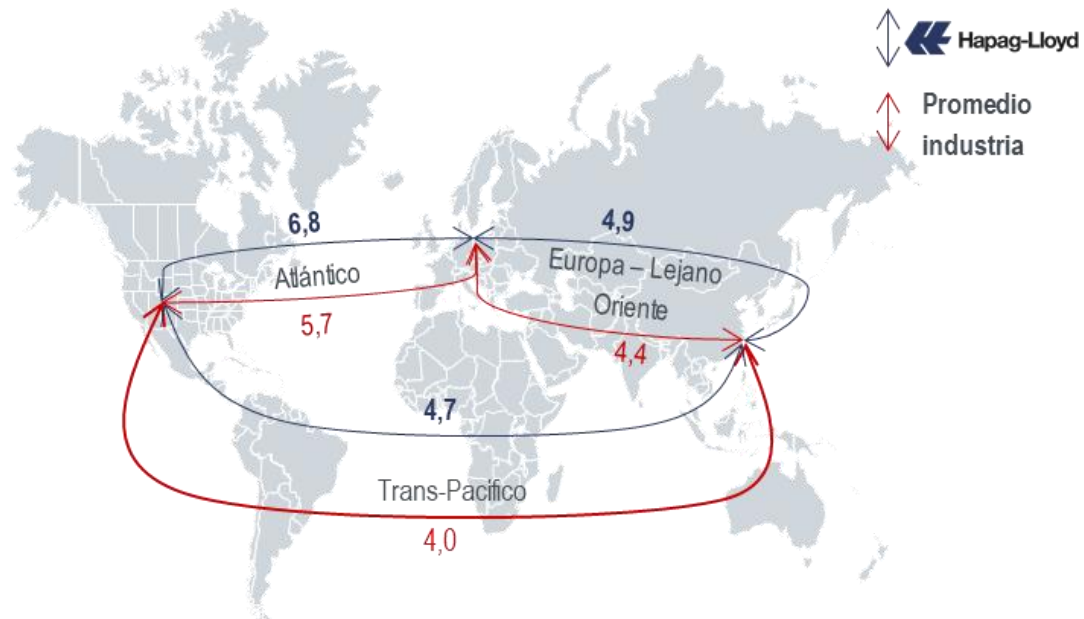 Hapag-Lloyd
Promedio
industria
6,8
4,9
Atlántico
Europa – Lejano
Oriente
5,7
4,4
4,7
Trans-Pacífico
4,0